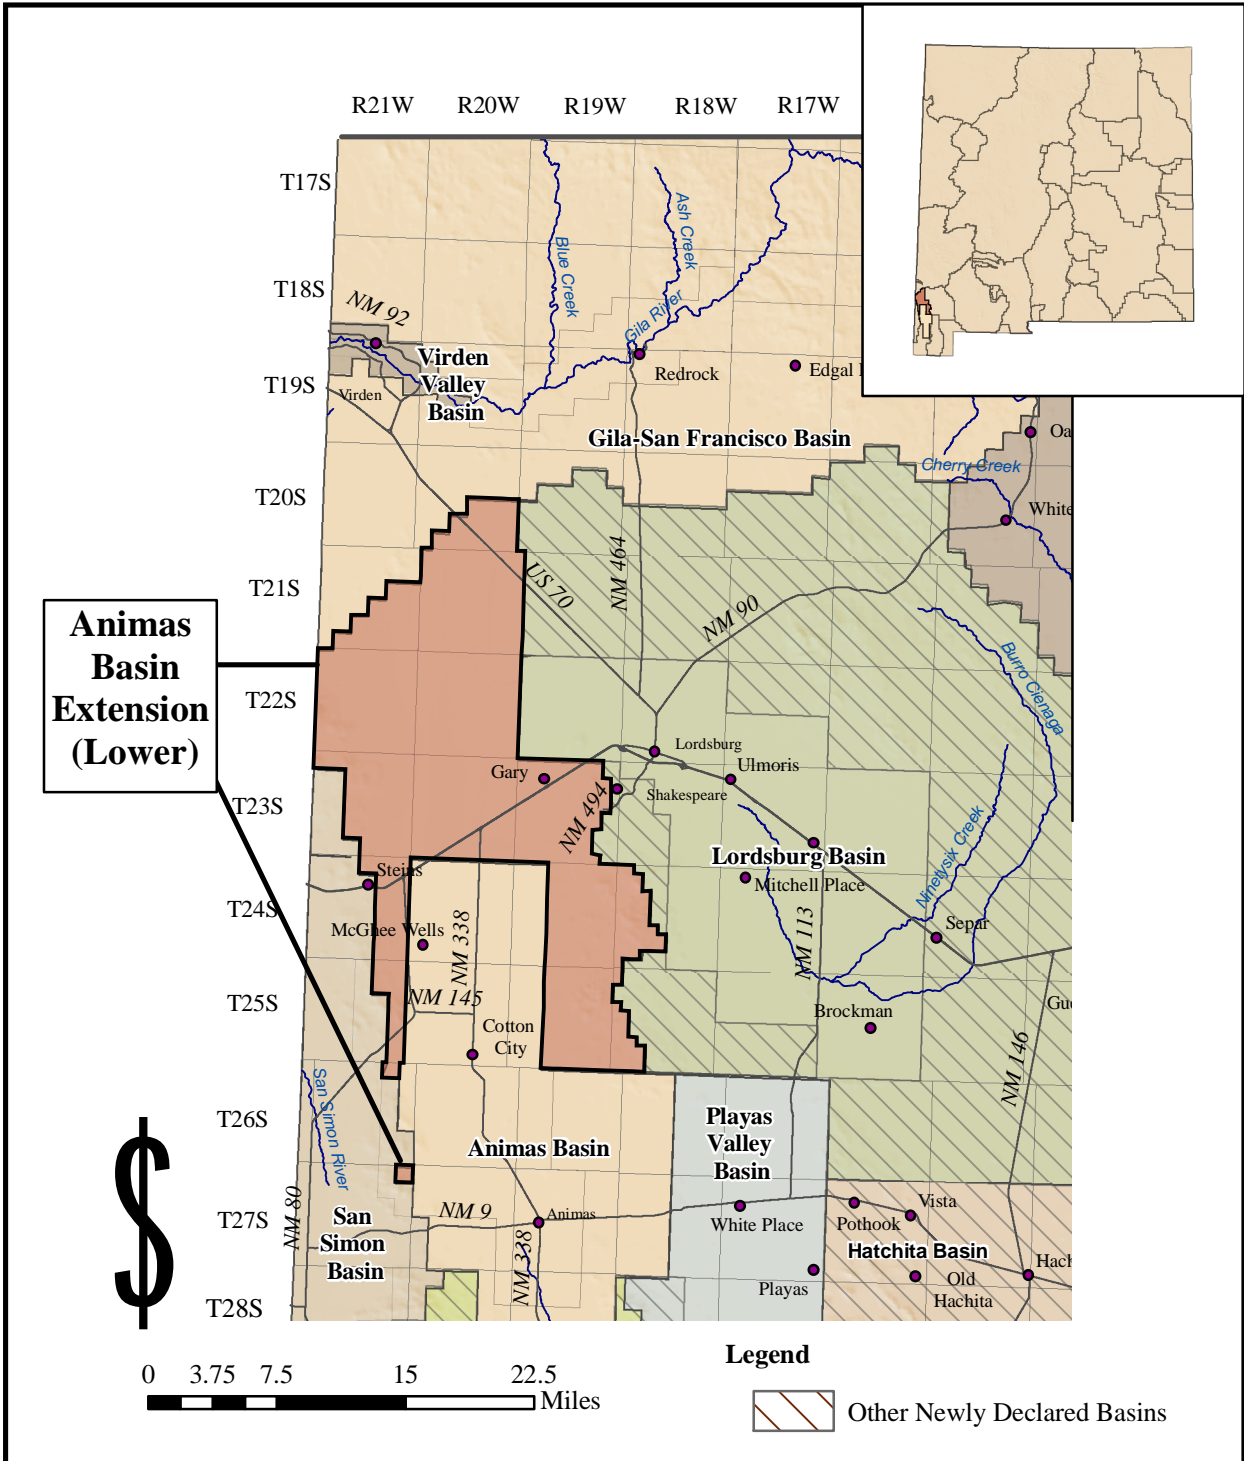 R21W R20W R19W R18W R17W
T17S
T18S
T19S
T20S
T21S
T22S
T23S
T24S
T25S
T26S
T27S
T28S
NM 92
Blue Creek
Ash Creek
Gila River
Virden
Valley
Basin
Virden
Redrock
Edgal
Gila-San Francisco Basin
Oa
Cherry Creek
White
US 70
NM 464
NM 90
Burro Cienaga
Animas
Basin
Extension
(Lower)
Lordsburg
Gary
Ulmoris
Shakespeare
NM 494
Lordsburg Basin
Steins
Mitchell Place
Ninetysix Creek
McGhee Wells
NM 338
NM 113
Separ
NM 145
Brockman
Gu
Cotton
City
NM 146
San Simon River
Playas
Valley
Basin
Animas Basin
NM 80
San
Simon
Basin
NM 9
Animas
NM 338
White Place
Vista
Pothook
Hatchita Basin
Playas
Old
Hachita
Hach
$
0 3.75 7.5 15 22.5
Miles
Legend
Other Newly Declared Basins